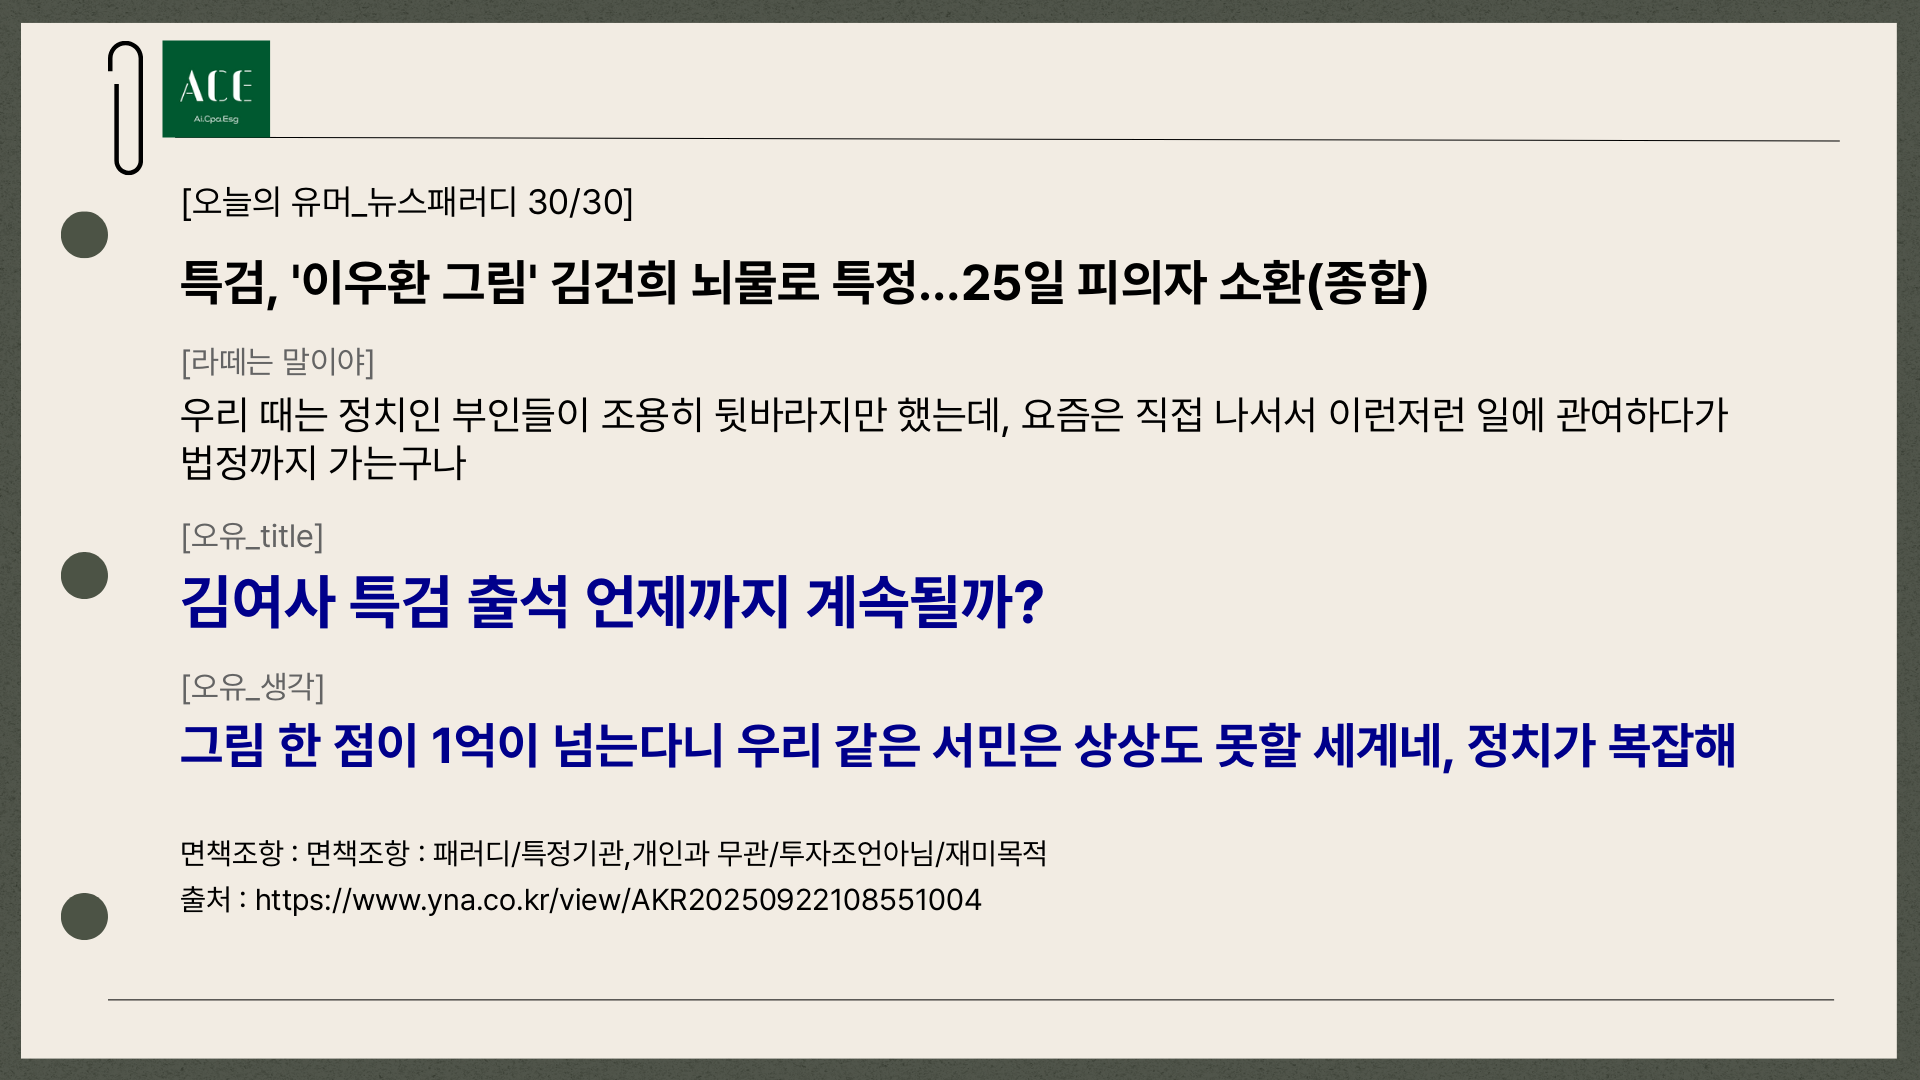 ACE
Ai.Cpa.Esg
[오늘의 유머_뉴스패러디 30/30]
특검, '이우환 그림' 김건희 뇌물로 특정...25일 피의자 소환(종합)
[라떼는 말이야]
우리 때는 정치인 부인들이 조용히 뒷바라지만 했는데, 요즘은 직접 나서서 이런저런 일에 관여하다가
법정까지 가는구나
[오유_title]
김여사 특검 출석 언제까지 계속될까?
[오유_생각]
그림 한 점이 1억이 넘는다니 우리 같은 서민은 상상도 못할 세계네, 정치가 복잡해
면책조항 : 면책조항 : 패러디/특정기관,개인과 무관/투자조언아님/재미목적
출처 : https://www.yna.co.kr/view/AKR20250922108551004